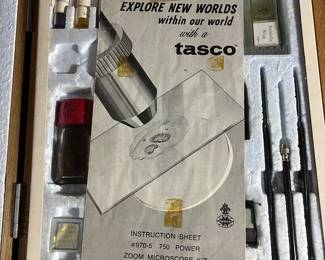 EXPLORE NEW WORLDS
within our world
with a
tasco
INSTRUCTION SHEET
#970-5 750 POWER
ZOOM MICROSCOPE KIT